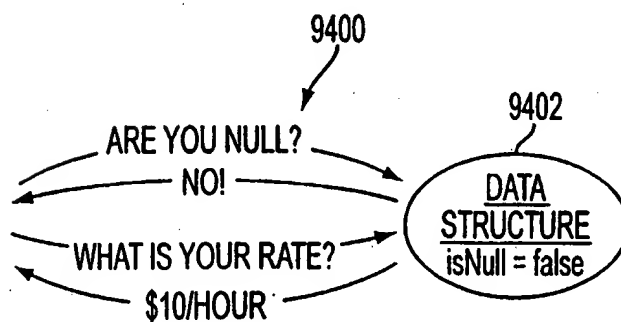 9400
9402
ARE YOU NULL?
NO!
DATA
STRUCTURE
isNull = false
WHAT IS YOUR RATE?
$10/HOUR